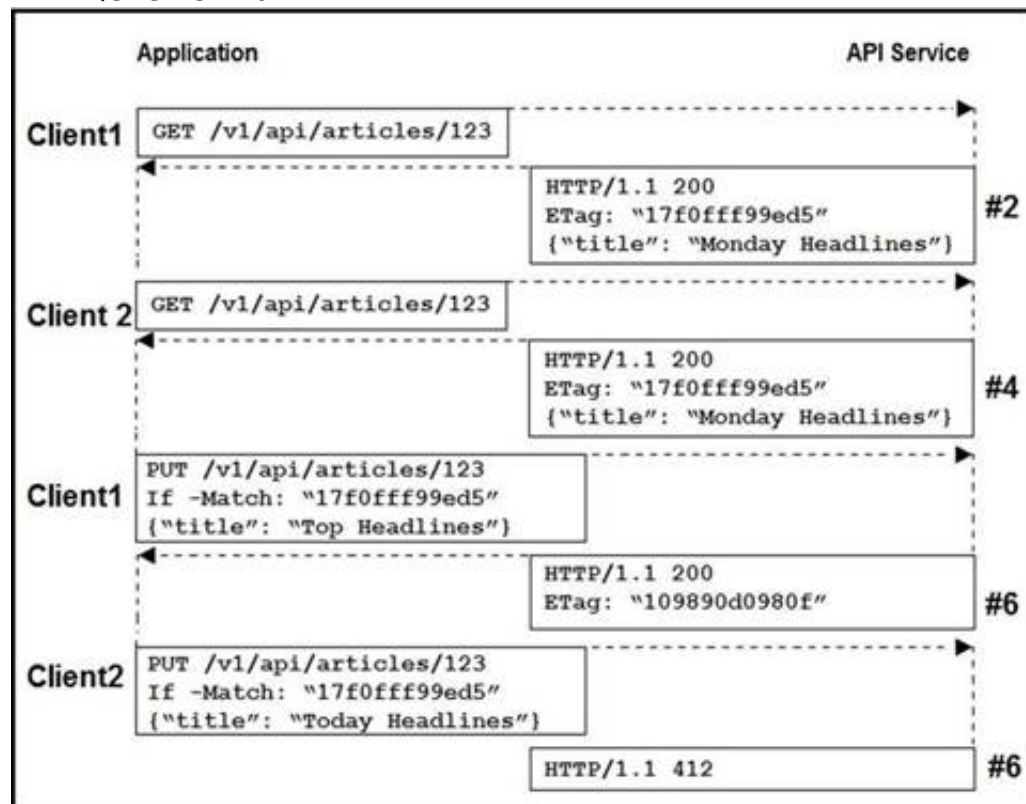 Application API Service
Client1 GET /v1/api/articles/123
HTTP/1.1 200
ETag: “17f0fff99ed5” #2
{“title”: “Monday Headlines”}
Client 2 GET /v1/api/articles/123
HTTP/1.1 200
ETag: “17f0fff99ed5” #4
{“title”: “Monday Headlines”}
PUT /v1/api/articles/123
Client1 If -Match: “17f0fff99ed5”
{“title”: “Top Headlines”}
HTTP/1.1 200
ETag: “109890d0980f” #6
PUT /v1/api/articles/123
Client2 If -Match: “17f0fff99ed5”
{“title”: “Today Headlines”}
HTTP/1.1 412 #6